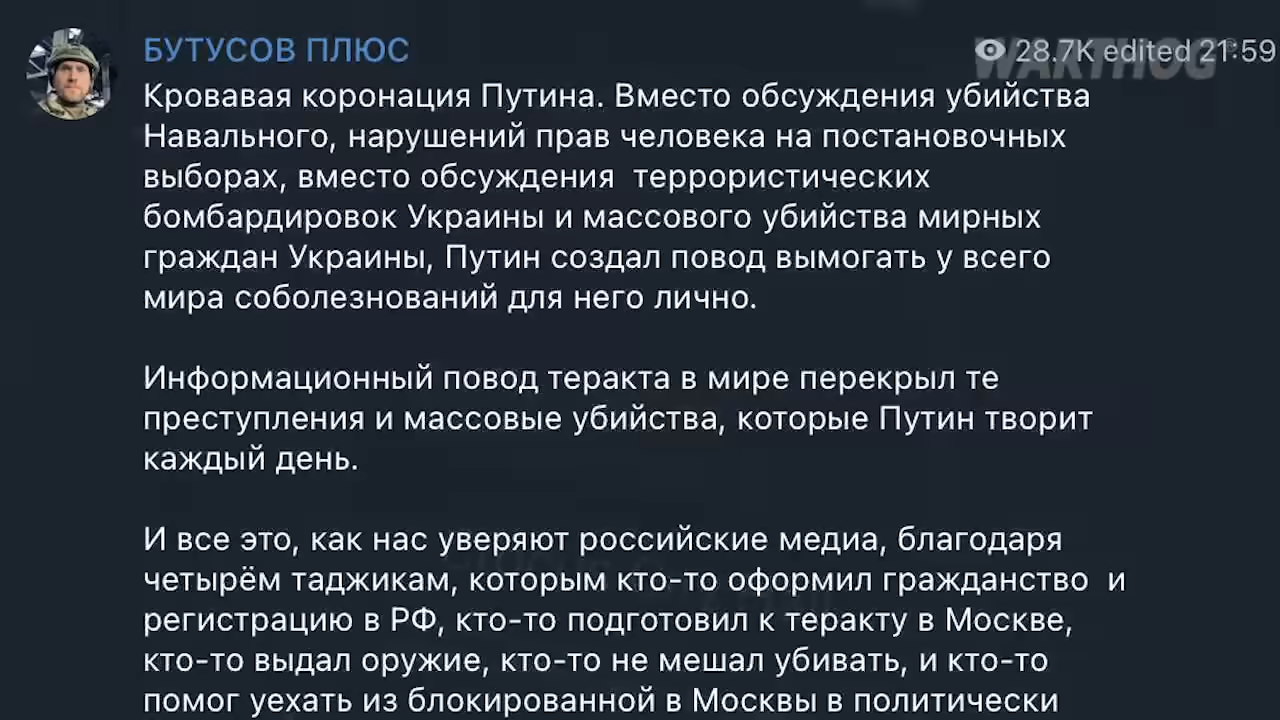 БУТУСОВ ПЛЮС
28.7K edited 21:59
WARTHOG
Кровавая коронация Путина. Вместо обсуждения убийства
Навального, нарушений прав человека на постановочных
выборах, вместо обсуждения террористических
бомбардировок Украины и массового убийства мирных
граждан Украины, Путин создал повод вымогать у всего
мира соболезнований для него лично.
Информационный повод теракта в мире перекрыл те
преступления и массовые убийства, которые Путин творит
каждый день.
И все это, как нас уверяют российские медиа, благодаря
четырём таджикам, которым кто-то оформил гражданство и
регистрацию в РФ, кто-то подготовил к теракту в Москве,
кто-то выдал оружие, кто-то не мешал убивать, и кто-то
помог уехать из блокированной в Москвы в политически